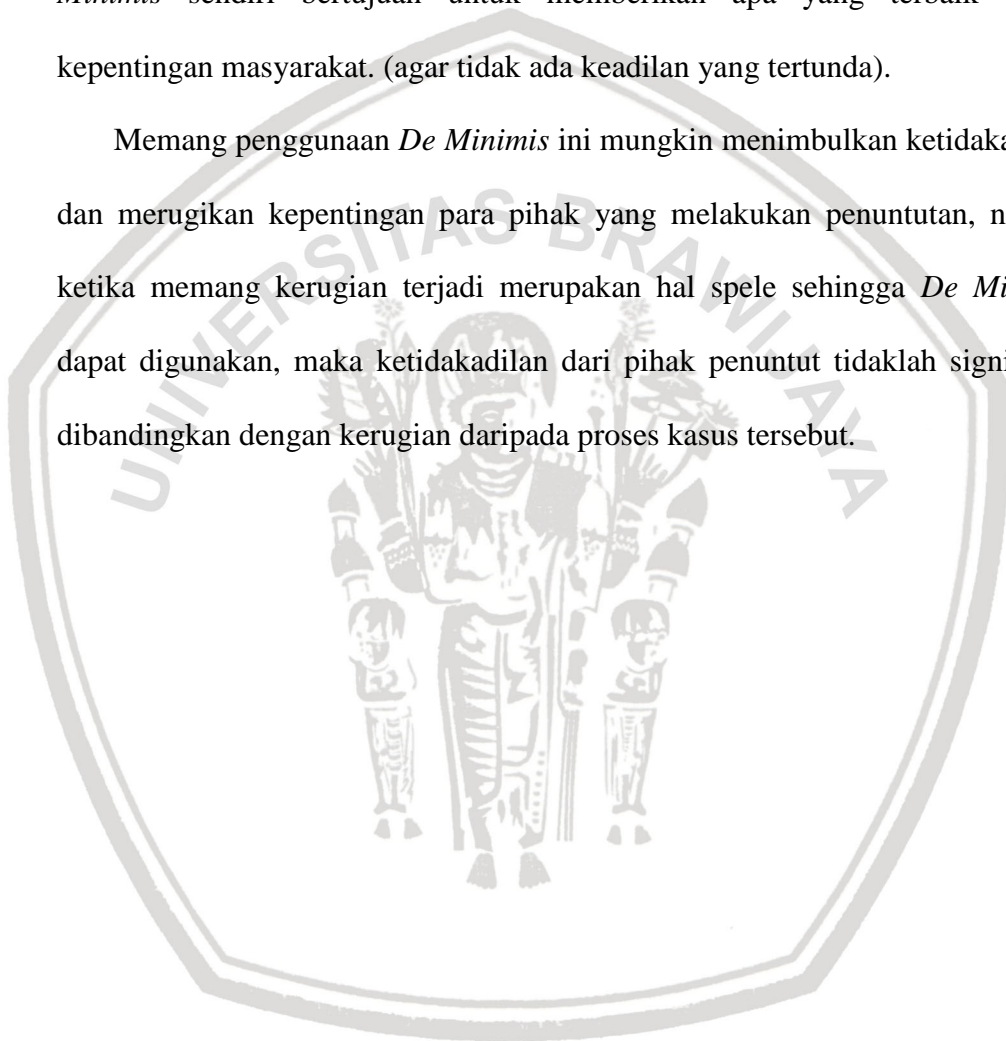 Minimis sendiri bertujuan untuk memberikan apa yang terbaik
kepentingan masyarakat. (agar tidak ada keadilan yang tertunda).
Memang penggunaan De Minimis ini mungkin menimbulkan ketidaka
dan merugikan kepentingan para pihak yang melakukan penuntutan, n
ketika memang kerugian terjadi merupakan hal spele sehingga De Mi
dapat digunakan, maka ketidakadilan dari pihak penuntut tidaklah signi
dibandingkan dengan kerugian daripada proses kasus tersebut.
UNIVERSITAS BRAWIJAYA